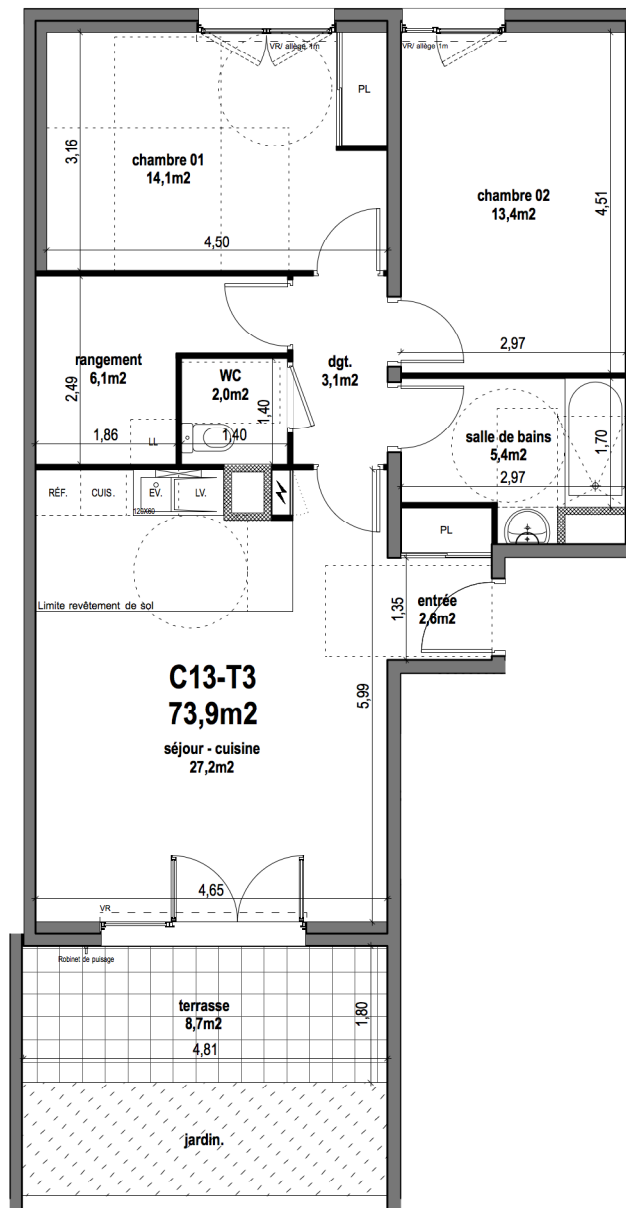 VR/ allège 1m
VR/ allège 1m
PL
chambre 01
14,1m2
3,16
4,50
chambre 02
13,4m2
4,51
2,97
rangement
6,1m2
2,49
1,86
LL
WC
2,0m2
1,40
1,40
dgt.
3,1m2
salle de bains
5,4m2
1,70
2,97
RÉF.
CUIS.
EV.
LV.
120X60
PL
Limite revêtement de sol
entrée
2,6m2
1,35
C13-T3
73,9m2
séjour - cuisine
27,2m2
5,99
4,65
VR
Robinet de puisage
terrasse
8,7m2
1,80
4,81
jardin.